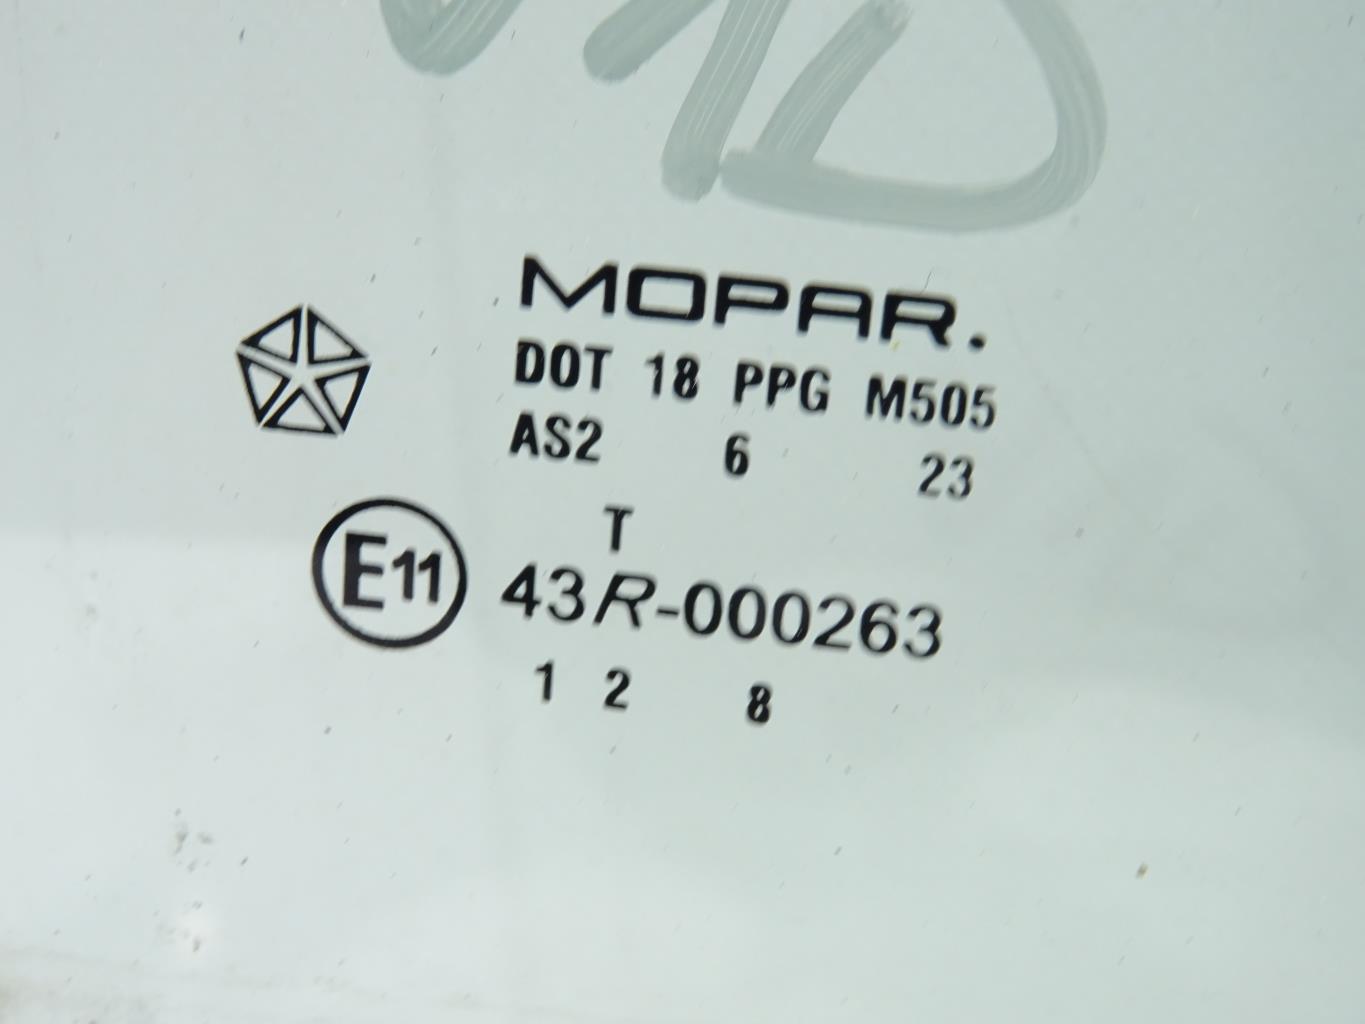 MOPAR.
DOT 18 PPG M505
AS2 6 23
T
E11 43R-000263
1 2 8